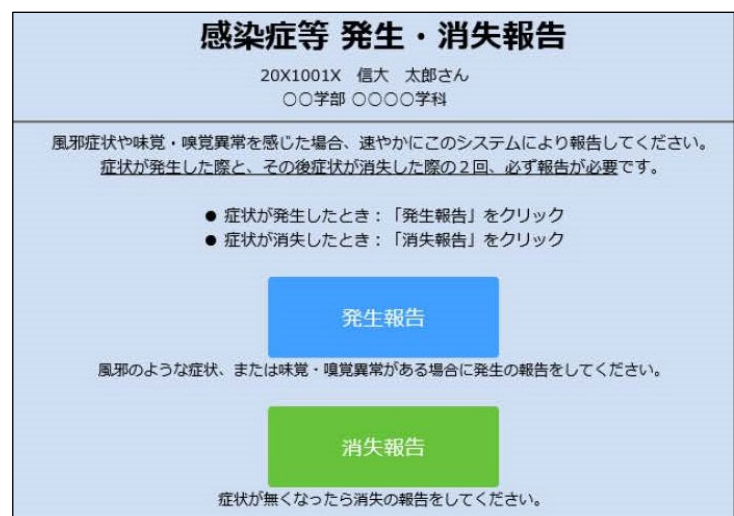 感染症等 発生・消失報告
20X1001X 信大 太郎さん
○○学部 ○○○○学科
風邪症状や味覚・嗅覚異常を感じた場合、速やかにこのシステムにより報告してください。
症状が発生した際と、その後症状が消失した際の２回、必ず報告が必要です。
● 症状が発生したとき：「発生報告」をクリック
● 症状が消失したとき：「消失報告」をクリック
発生報告
風邪のような症状、または味覚・嗅覚異常がある場合に発生の報告をしてください。
消失報告
症状が無くなったら消失の報告をしてください。